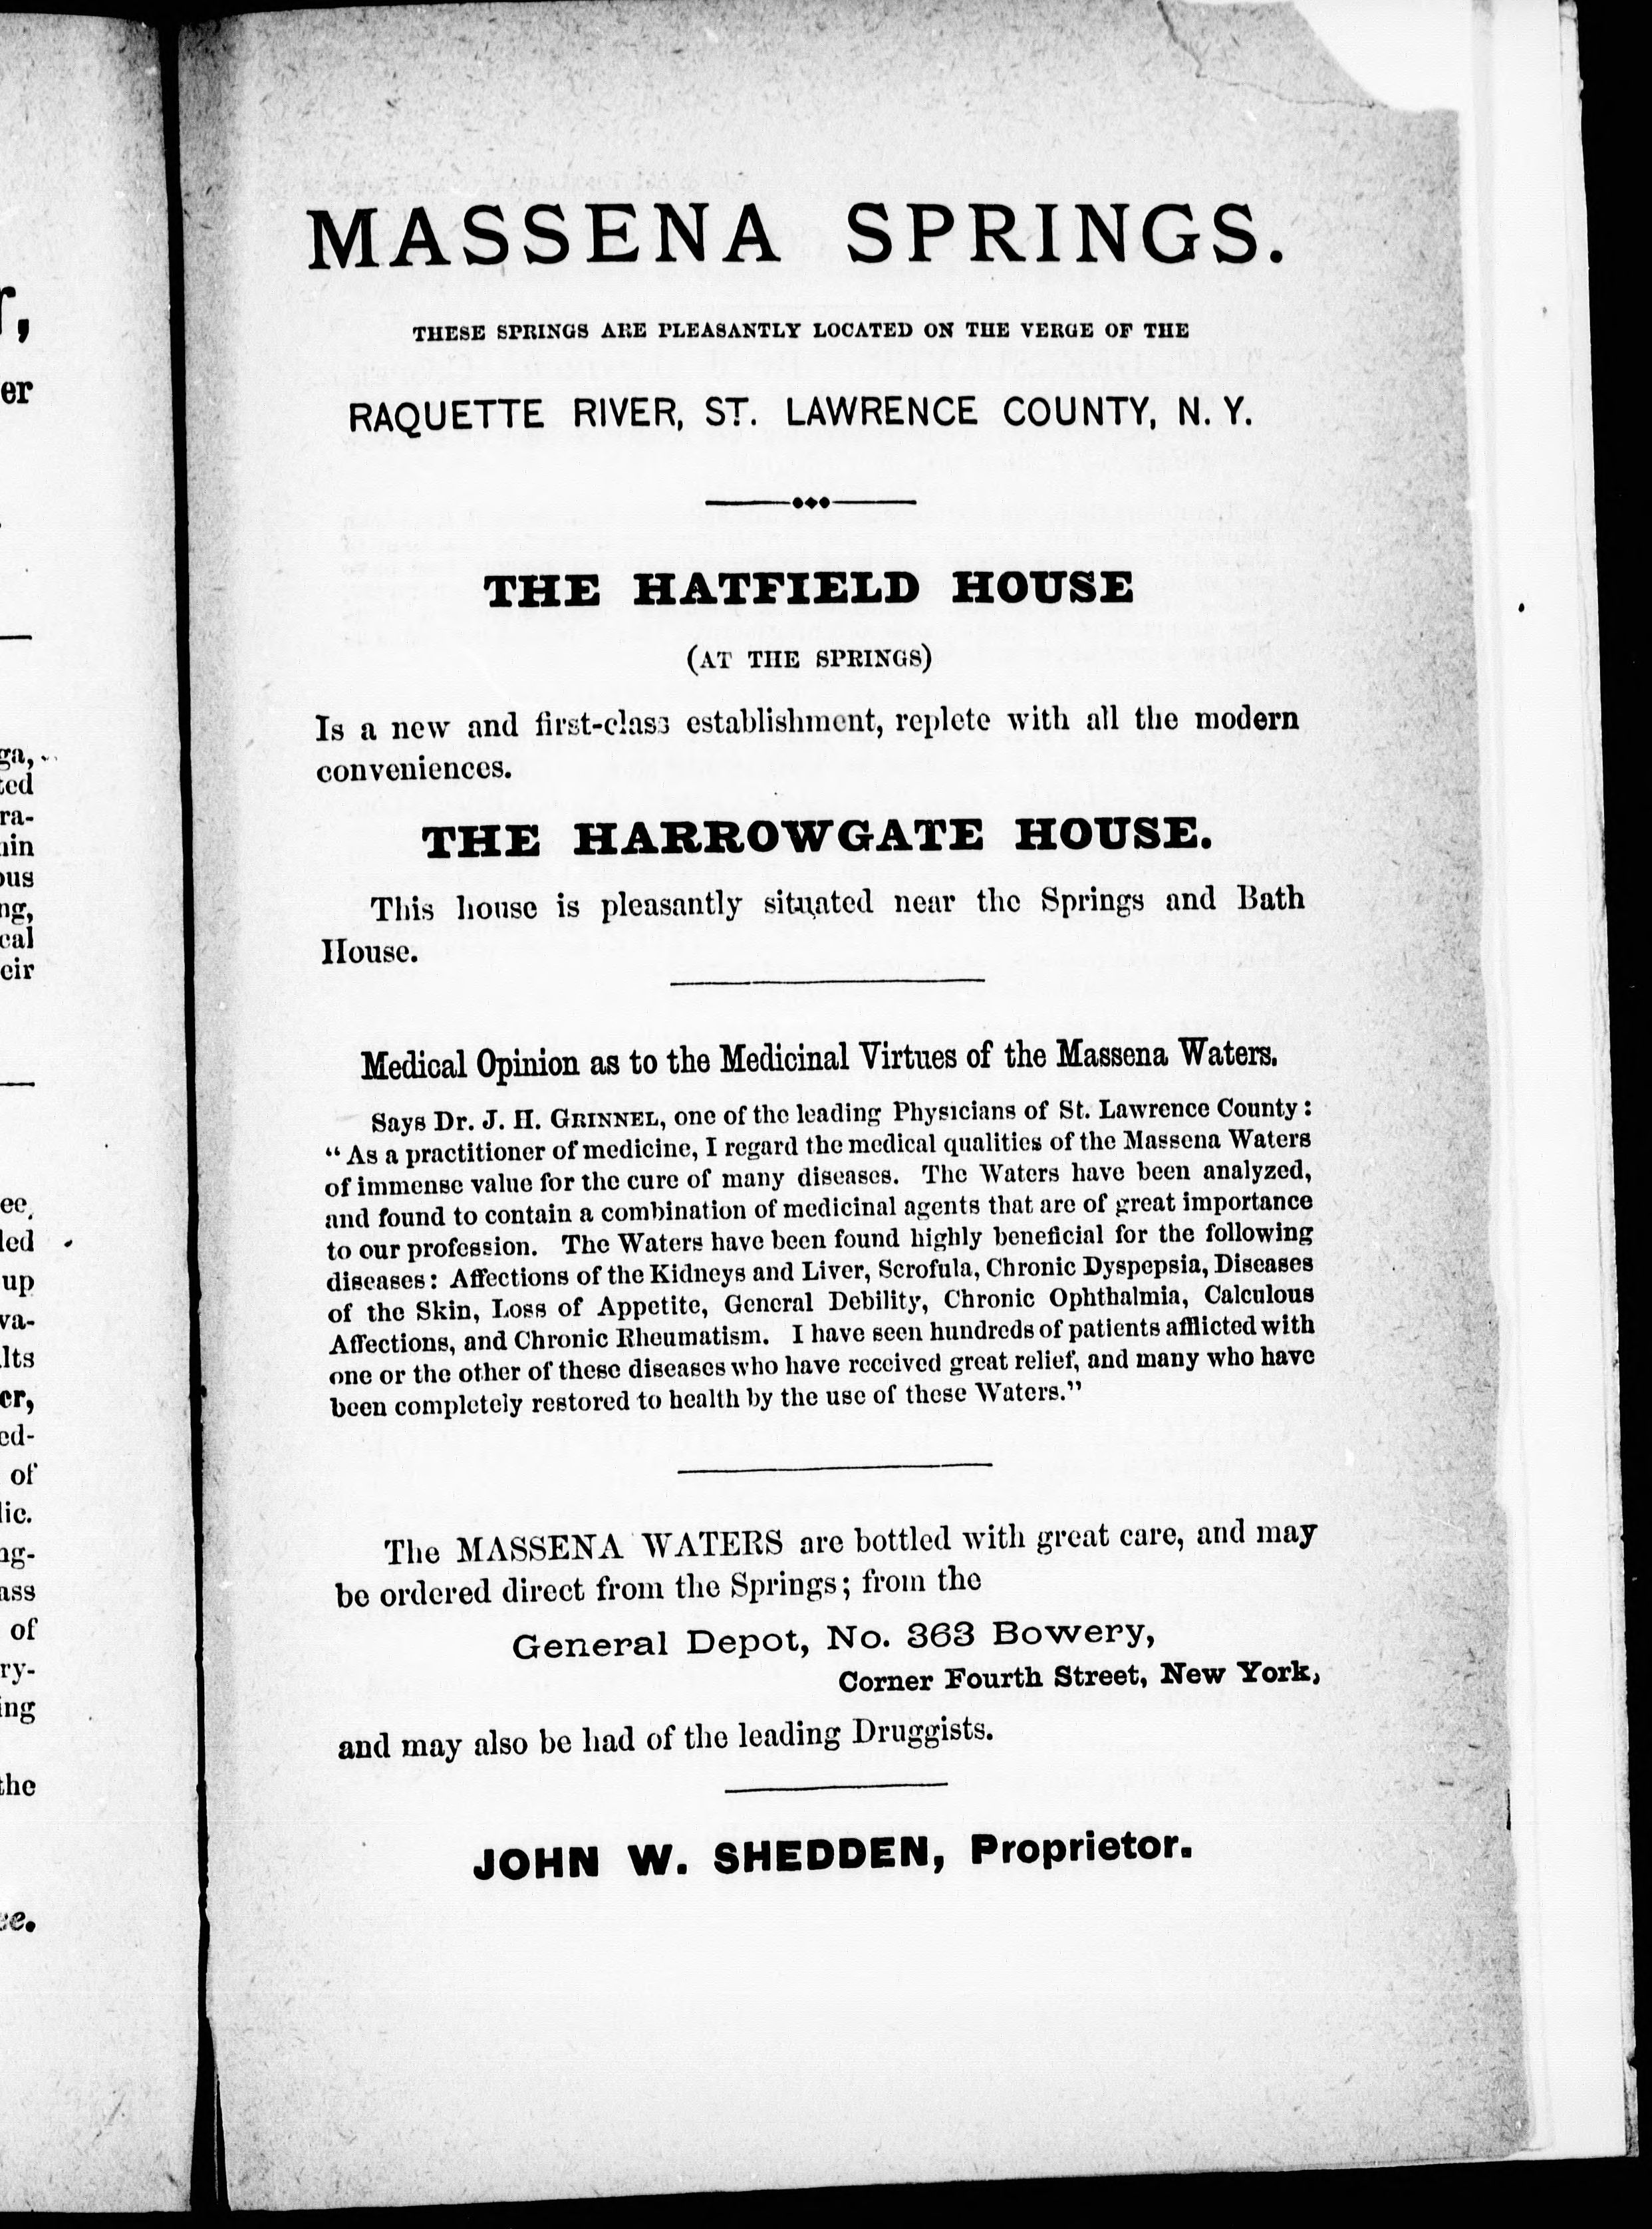 MASSENA SPRINGS.
THESE SPRINGS ARE PLEASANTLY LOCATED ON THE VERGE OF THE
RAQUETTE RIVER, ST. LAWRENCE COUNTY, N. Y.
THE HATFIELD HOUSE
(AT THE SPRINGS)
Is a new and first-class establishment, replete with all the modern
conveniences.
THE HARROWGATE HOUSE.
This house is pleasantly situated near the Springs and Bath
House.
Medical Opinion as to the Medicinal Virtues of the Massena Waters.
Says Dr. J. H. GRINNEL, one of the leading Physicians of St. Lawrence County:
"As a practitioner of medicine, I regard the medical qualities of the Massena Waters
of immense value for the cure of many diseases. The Waters have been analyzed,
and found to contain a combination of medicinal agents that are of great importance
to our profession. The Waters have been found highly beneficial for the following
diseases: Affections of the Kidneys and Liver, Scrofula, Chronic Dyspepsia, Diseases
of the Skin, Loss of Appetite, General Debility, Chronic Ophthalmia, Calculous
Affections, and Chronic Rheumatism. I have seen hundreds of patients afflicted with
one or the other of these diseases who have received great relief, and many who have
been completely restored to health by the use of these Waters."
The MASSENA WATERS are bottled with great care, and may
be ordered direct from the Springs; from the
General Depot, No. 363 Bowery,
Corner Fourth Street, New York,
and may also be had of the leading Druggists.
JOHN W. SHEDDEN, Proprietor.